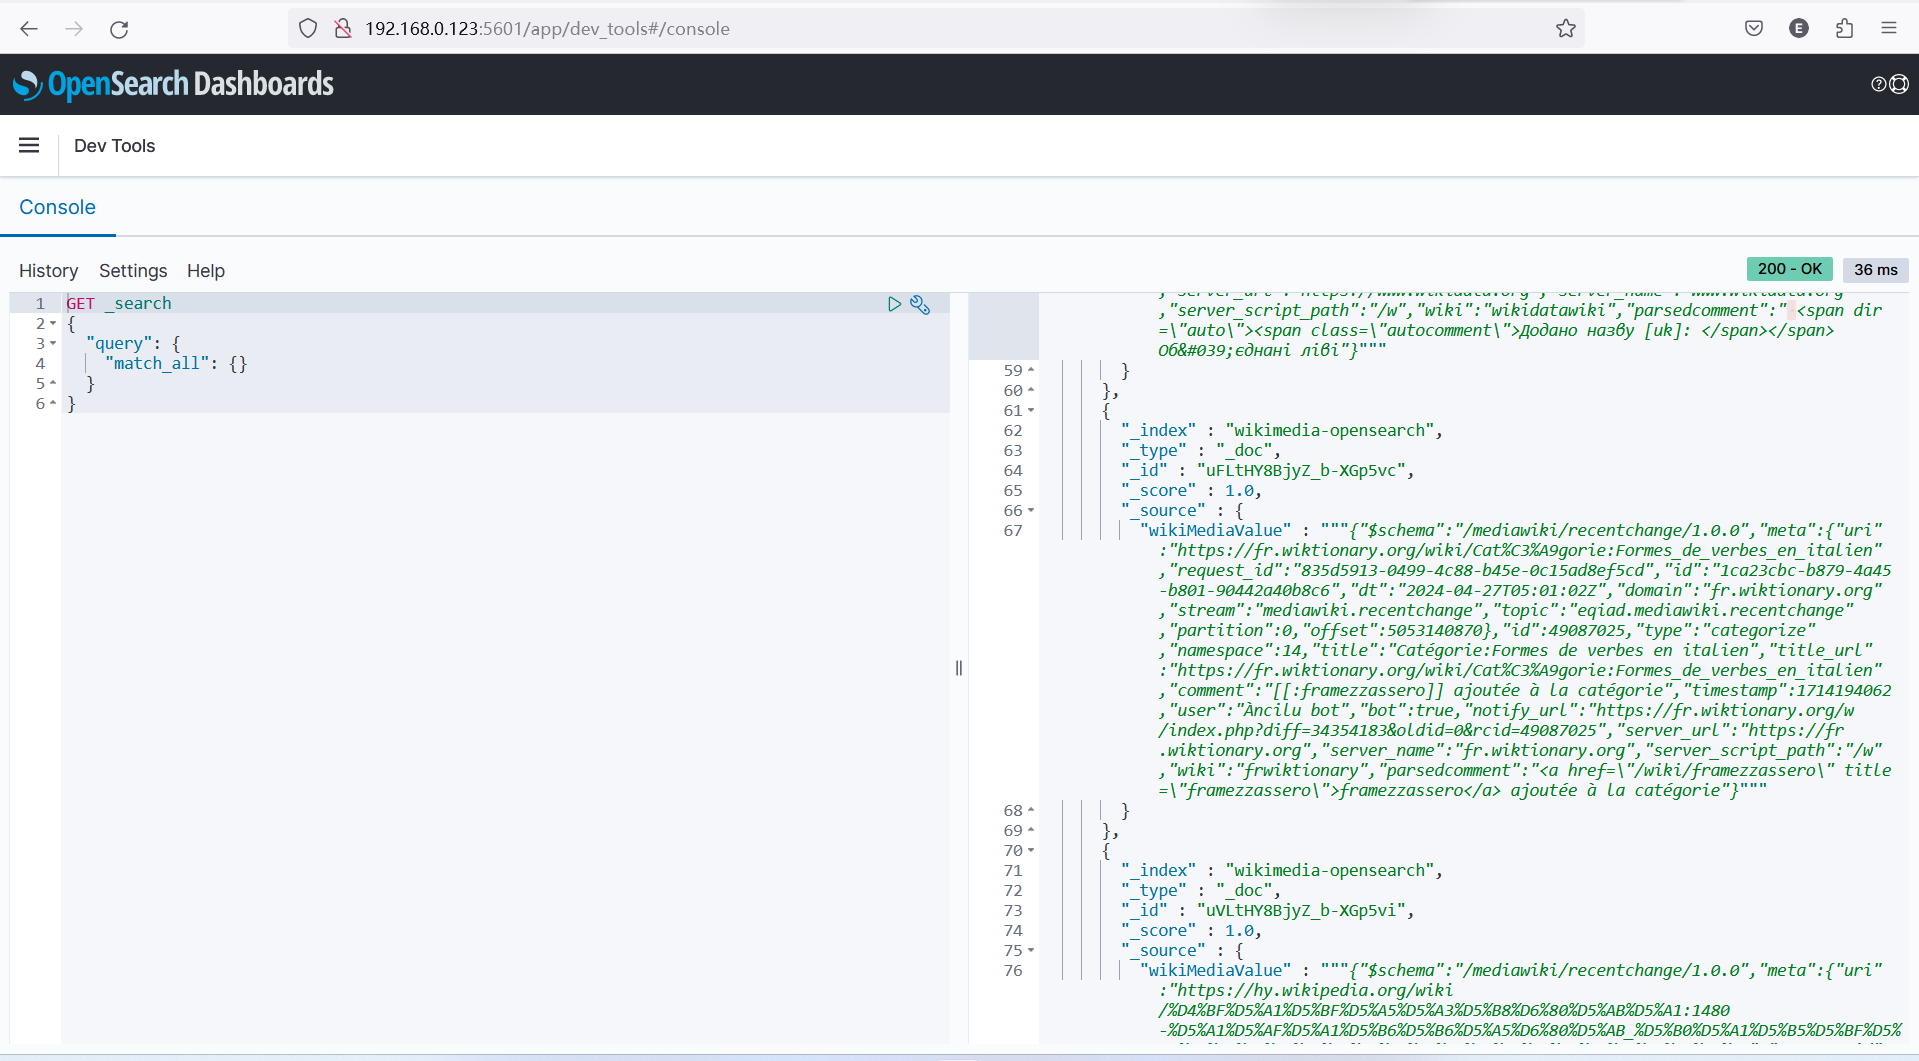 192.168.0.123:5601/app/dev_tools#/console
E
OpenSearch Dashboards
Dev Tools
Console
History Settings Help
200 - OK
36 ms
1 GET _search
2 {
3 "query": {
4 "match_all": {}
5 }
6 }
,"server_url":"https://www.wikidata.org","server_name":"www.wikidata.org"
,"server_script_path":"/w","wiki":"wikidatawiki","parsedcomment":"<span dir
=\"auto\"><span class=\"autocomment\">Додано назву [uk]: </span></span>
Об&#039;єднані ліві"}"""
59 }
60 },
61 {
62 "_index" : "wikimedia-opensearch",
63 "_type" : "_doc",
64 "_id" : "uFLtHY8BjyZ_b-XGp5vc",
65 "_score" : 1.0,
66 "_source" : {
67 "wikiMediaValue" : """{"$schema":"/mediawiki/recentchange/1.0.0","meta":{"uri"
:"https://fr.wiktionary.org/wiki/Cat%C3%A9gorie:Formes_de_verbes_en_italien"
,"request_id":"835d5913-0499-4c88-b45e-0c15ad8ef5cd","id":"1ca23cbc-b879-4a45
-b801-90442a40b8c6","dt":"2024-04-27T05:01:02Z","domain":"fr.wiktionary.org"
,"stream":"mediawiki.recentchange","topic":"eqiad.mediawiki.recentchange"
,"partition":0,"offset":5053140870},"id":49087025,"type":"categorize"
,"namespace":14,"title":"Catégorie:Formes de verbes en italien","title_url"
:"https://fr.wiktionary.org/wiki/Cat%C3%A9gorie:Formes_de_verbes_en_italien"
,"comment":"[[:framezzassero]] ajoutée à la catégorie","timestamp":1714194062
,"user":"Àncilu bot","bot":true,"notify_url":"https://fr.wiktionary.org/w
/index.php?diff=34354183&oldid=0&rcid=49087025","server_url":"https://fr
.wiktionary.org","server_name":"fr.wiktionary.org","server_script_path":"/w"
,"wiki":"frwiktionary","parsedcomment":"<a href=\"/wiki/framezzassero\" title
=\"framezzassero\">framezzassero</a> ajoutée à la catégorie"}"""
68 }
69 },
70 {
71 "_index" : "wikimedia-opensearch",
72 "_type" : "_doc",
73 "_id" : "uVLtHY8BjyZ_b-XGp5vi",
74 "_score" : 1.0,
75 "_source" : {
76 "wikiMediaValue" : """{"$schema":"/mediawiki/recentchange/1.0.0","meta":{"uri"
:"https://hy.wikipedia.org/wiki
/%D4%BF%D5%A1%D5%BF%D5%A5%D5%A3%D5%B8%D6%80%D5%AB%D5%A1:1480
-%D5%A1%D5%AF%D5%A1%D5%B6%D5%B6%D5%A5%D6%80%D5%AB_%D5%B0%D5%A1%D5%B5%D5%BF%D5%